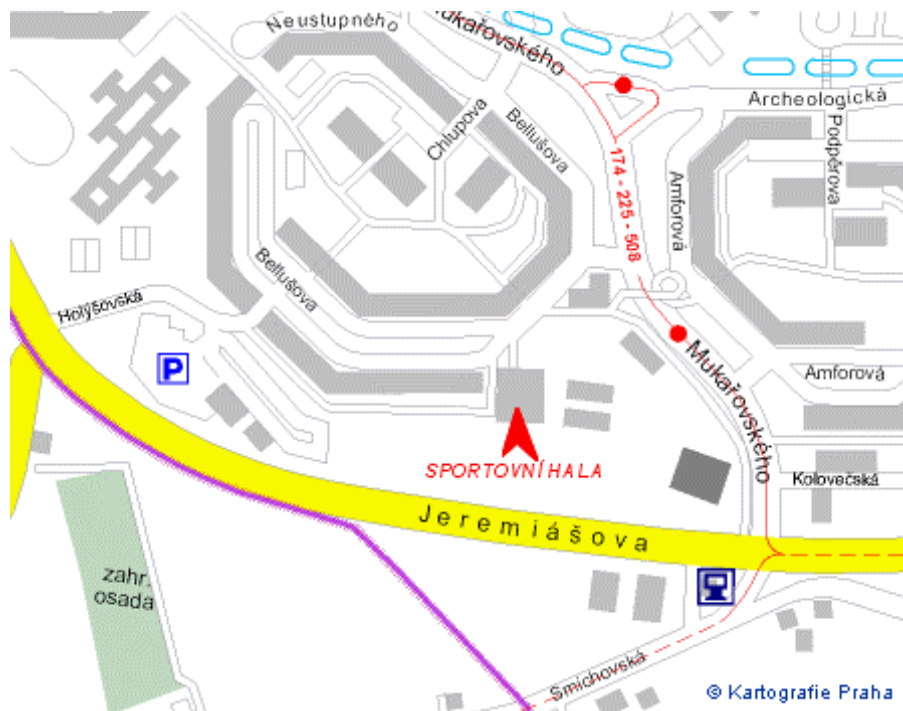 Neustupného
Mukařovského
Archeologická
Chlupova
Bellušova
Podpěrova
174 - 225 - 508
Amforová
Bellušova
Holýšovská
P
Mukařovského
Amforová
SPORTOVNÍ HALA
Kolovečská
Jeremiášova
zahr.
osada
Smíchovská
© Kartografie Praha